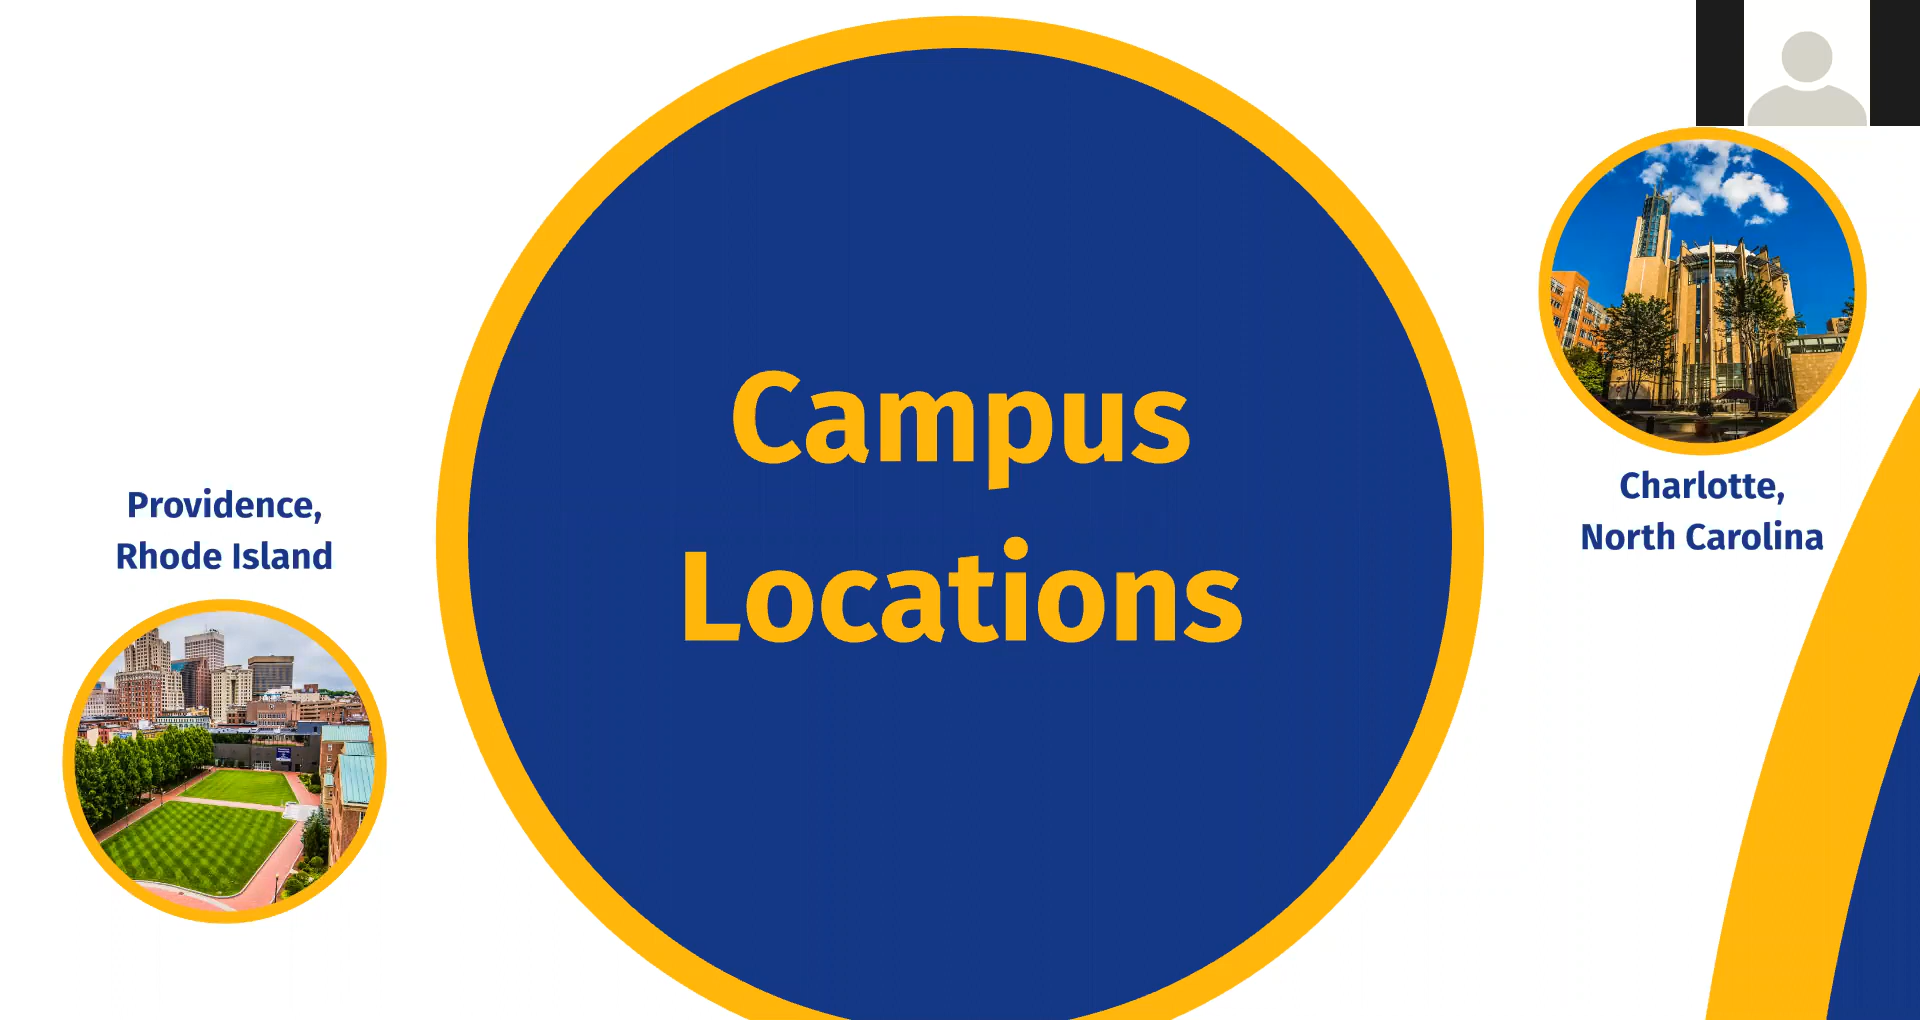 Campus
Locations
Providence,
Rhode Island
Charlotte,
North Carolina